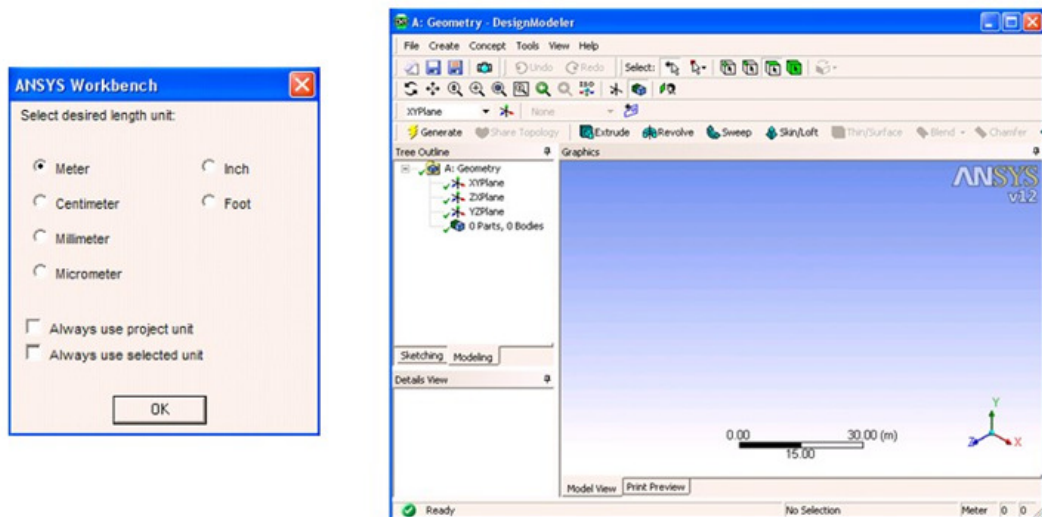 ANSYS Workbench
Select desired length unit:
Meter
Inch
Centimeter
Foot
Millimeter
Micrometer
Always use project unit
Always use selected unit
OK
A: Geometry - DesignModeler
File Create Concept Tools View Help
Undo Redo Select:
XYPlane None
Generate Share Topology Extrude Revolve Sweep Skin/Loft Thin/Surface Blend Chamfer
Tree Outline
Graphics
A: Geometry
XYPlane
ZXPlane
YZPlane
0 Parts, 0 Bodies
ANSYS
v12
Sketching Modeling
Details View
0.00 30.00 (m)
15.00
Y
Z X
Model View Print Preview
Ready No Selection Meter 0 0